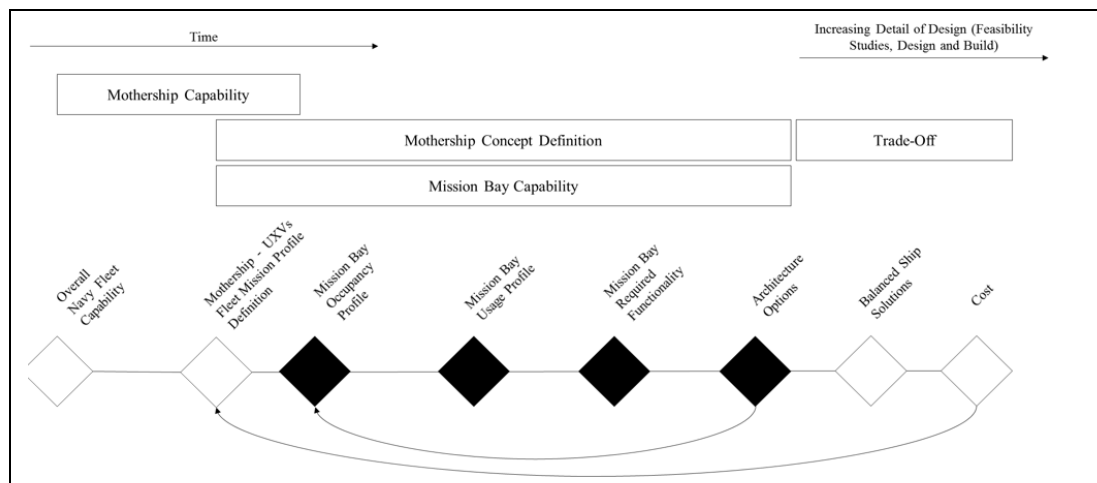 Time
Increasing Detail of Design (Feasibility
Studies, Design and Build)
Mothership Capability
Mothership Concept Definition
Trade-Off
Mission Bay Capability
Overall
Navy Fleet
Capability
Mothership - UXVs
Fleet Mission Profile
Definition
Mission Bay
Occupancy
Profile
Mission Bay
Usage Profile
Mission Bay
Required
Functionality
Architecture
Options
Balanced Ship
Solutions
Cost